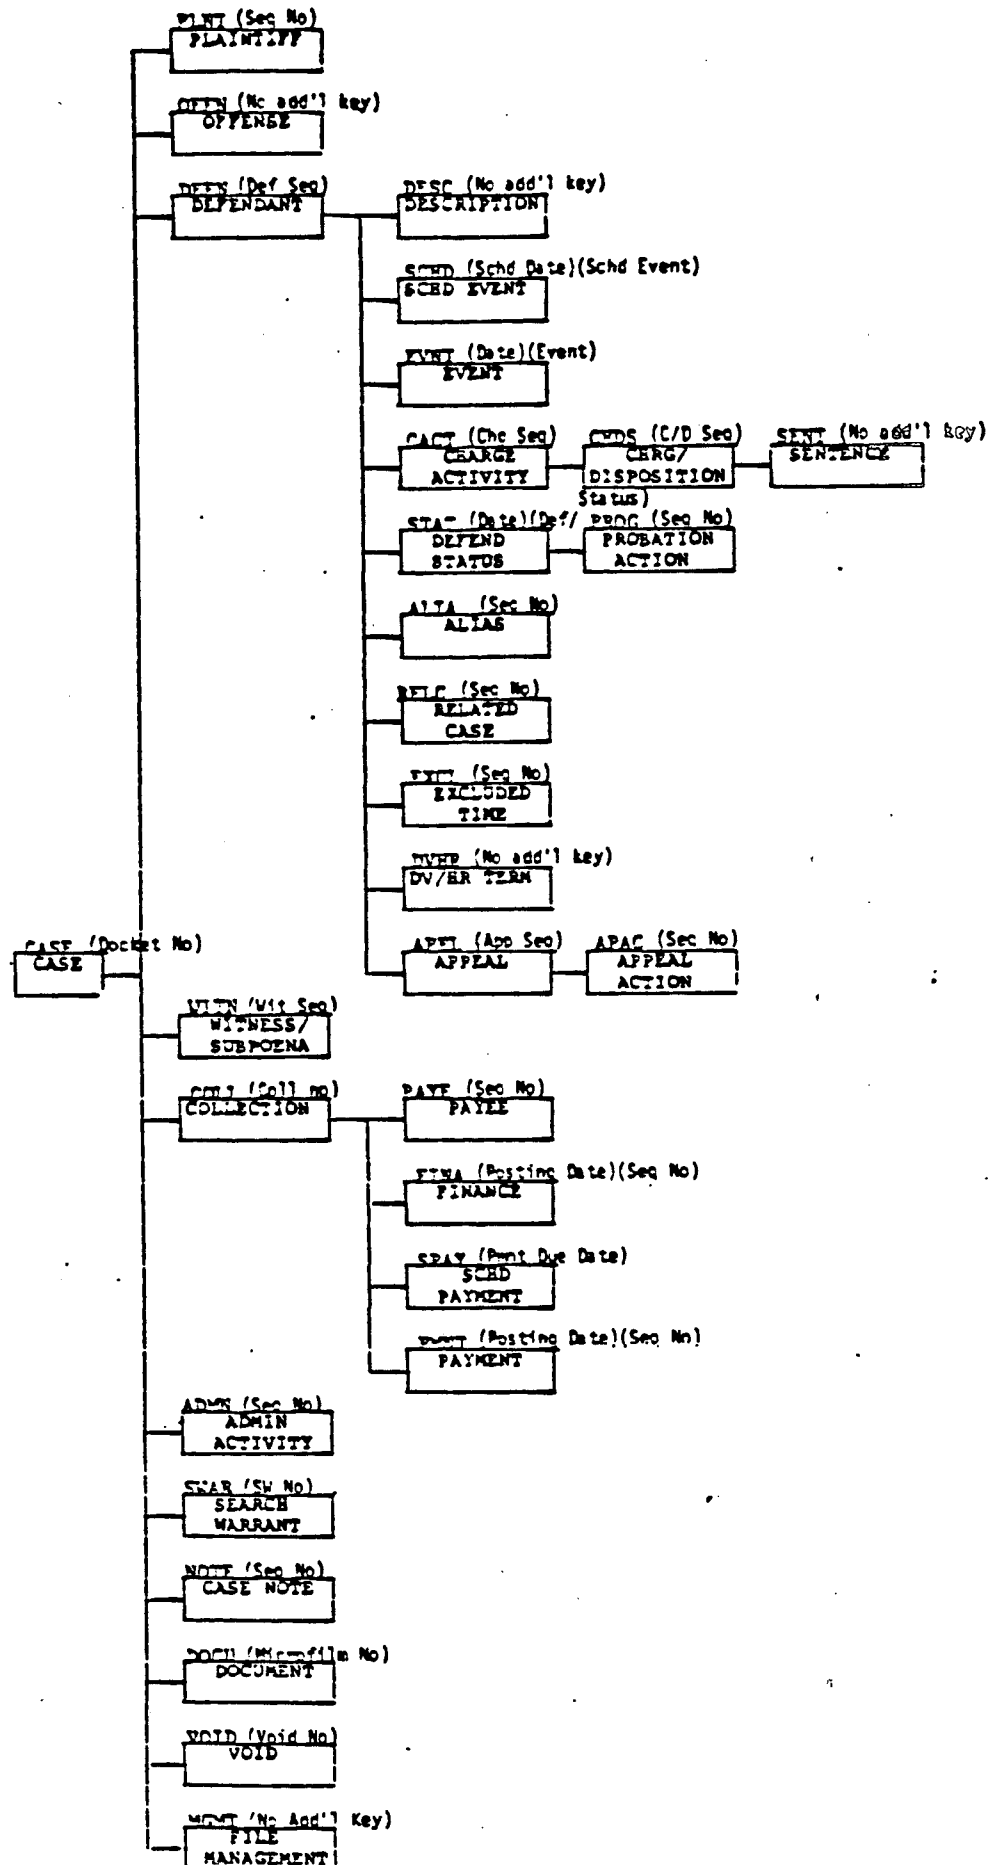 PLNT (Seq No)
PLAINTIFF
OFFN (No add'l key)
OFFENSE
DEFN (Def Seq)
DEFENDANT
DESC (No add'l key)
DESCRIPTION
SCHD (Schd Date)(Schd Event)
SCHD EVENT
EVNT (Date)(Event)
EVENT
CACT (Chg Seq)
CHARGE
ACTIVITY
CHDS (C/D Seq)
CHRG/
DISPOSITION
SENT (No add'l key)
SENTENCE
Status)
STAT (Date)(Def/
DEFEND
STATUS
(Seq No)
PROBATION
ACTION
ALIA (Seq No)
ALIAS
RELC (Seq No)
RELATED
CASE
EXCL (Seq No)
EXCLUDED
TIME
DVHR (No add'l key)
DV/HR TERM
CASE (Docket No)
CASE
APEL (App Seq)
APPEAL
APAC (Seq No)
APPEAL
ACTION
WITN (Wit Seq)
WITNESS/
SUBPOENA
COLL (Coll no)
COLLECTION
PAYE (Seq No)
PAYEE
FINA (Posting Date)(Seq No)
FINANCE
SPAY (Pmnt Due Date)
SCHD
PAYMENT
(Posting Date)(Seq No)
PAYMENT
ADMN (Seq No)
ADMIN
ACTIVITY
SWAR (SW No)
SEARCH
WARRANT
NOTE (Seq No)
CASE NOTE
DOCU (Microfilm No)
DOCUMENT
VOID (Void No)
VOID
MGMT (No Add'l Key)
FILE
MANAGEMENT